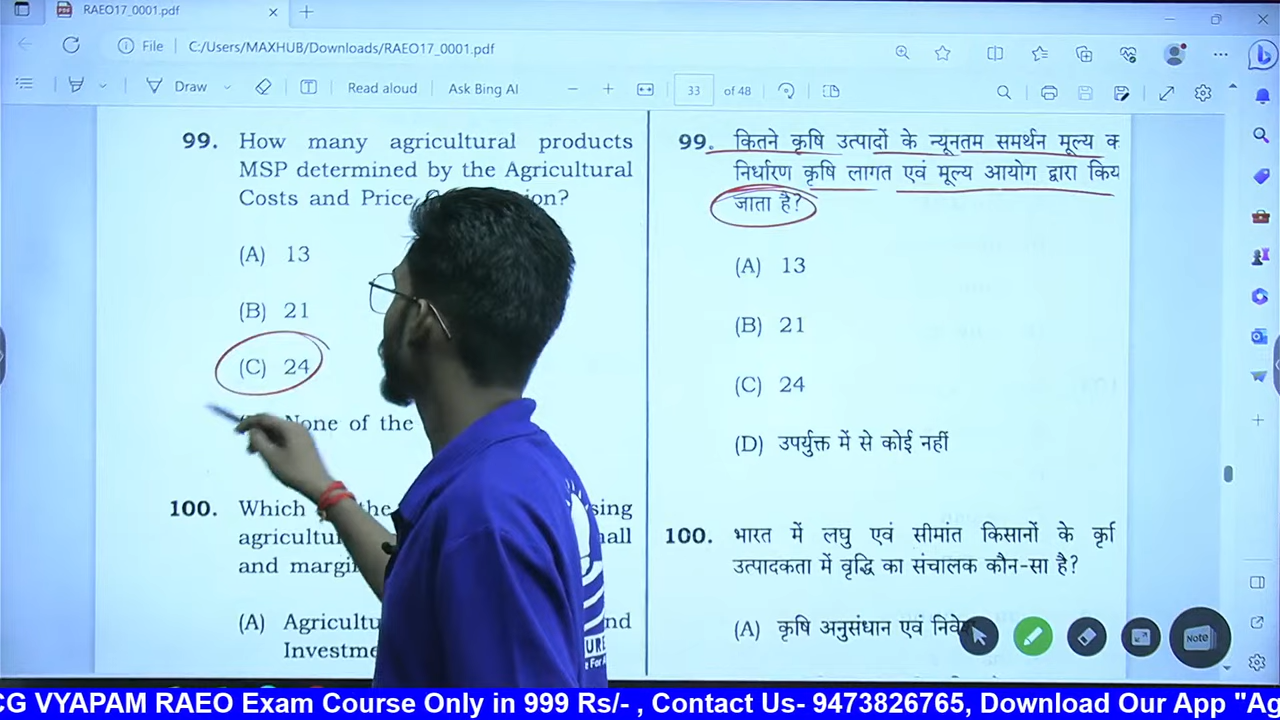 RAEO17_0001.pdf
File C:/Users/MAXHUB/Downloads/RAEO17_0001.pdf
Draw Read aloud Ask Bing AI 33 of 48
99. How many agricultural products
MSP determined by the Agricultural
Costs and Price
(A) 13
(B) 21
(C) 24
None of the
100. Which the
and
(A)
99. कितने कृषि उत्पादों के न्यूनतम समर्थन मूल्य
निर्धारण कृषि लागत एवं मूल्य आयोग द्वारा
जाता है?
(A) 13
(B) 21
(C) 24
(D) उपर्युक्त में से कोई नहीं
100. भारत में लघु एवं सीमांत किसानों के
उत्पादकता में वृद्धि का संचालक कौन-सा है?
(A) कृषि अनुसंधान एवं
Note
CG VYAPAM RAEO Exam Course Only in 999 Rs/- , Contact Us- 9473826765, Download Our App "Ag